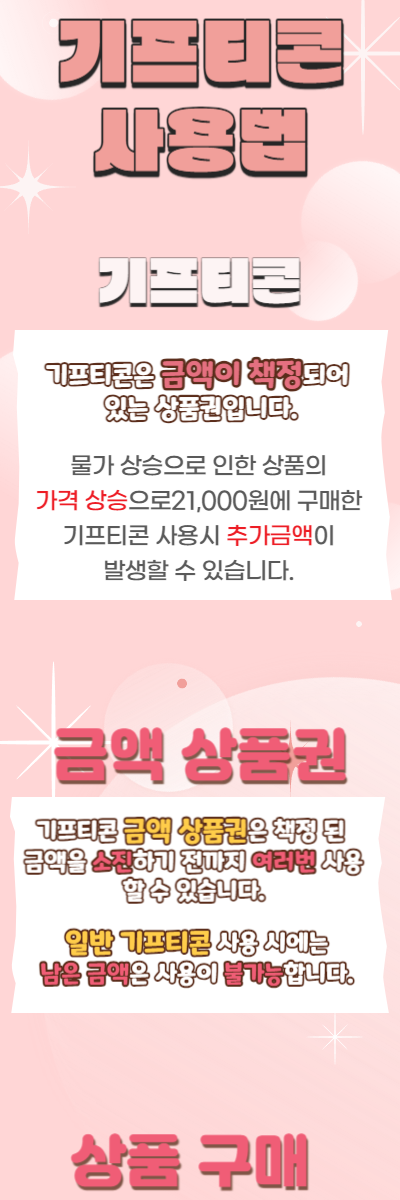 기프티콘
사용법
기프티콘
기프티콘은 금액이 책정되어
있는 상품권입니다.
물가 상승으로 인한 상품의
가격 상승으로21,000원에 구매한
기프티콘 사용시 추가금액이
발생할 수 있습니다.
금액 상품권
기프티콘 금액 상품권은 책정 된
금액을 소진하기 전까지 여러번 사용
할 수 있습니다.
일반 기프티콘 사용 시에는
남은 금액은 사용이 불가능합니다.
상품 구매